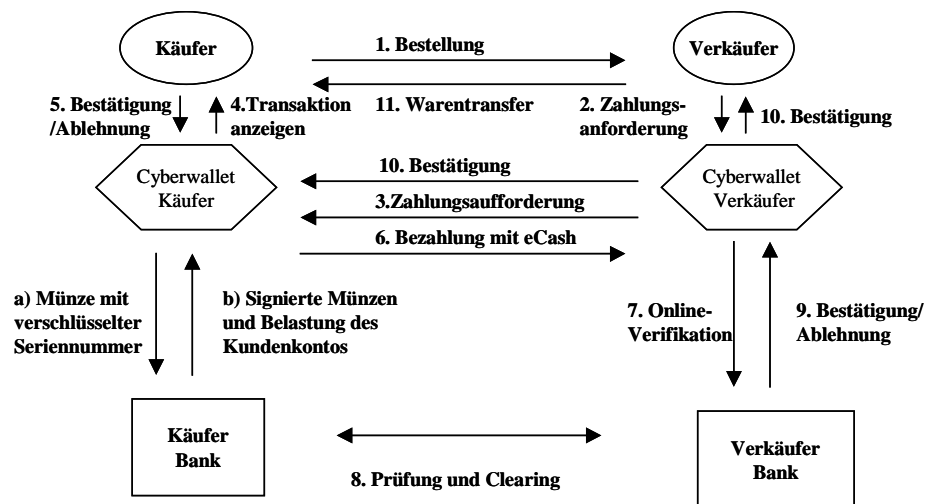 Käufer
1. Bestellung
Verkäufer
5. Bestätigung
/Ablehnung
4.Transaktion
anzeigen
11. Warentransfer
2. Zahlungs-
anforderung
10. Bestätigung
Cyberwallet
Käufer
10. Bestätigung
3.Zahlungsaufforderung
6. Bezahlung mit eCash
Cyberwallet
Verkäufer
a) Münze mit
verschlüsselter
Seriennummer
b) Signierte Münzen
und Belastung des
Kundenkontos
7. Online-
Verifikation
9. Bestätigung/
Ablehnung
Käufer
Bank
8. Prüfung und Clearing
Verkäufer
Bank